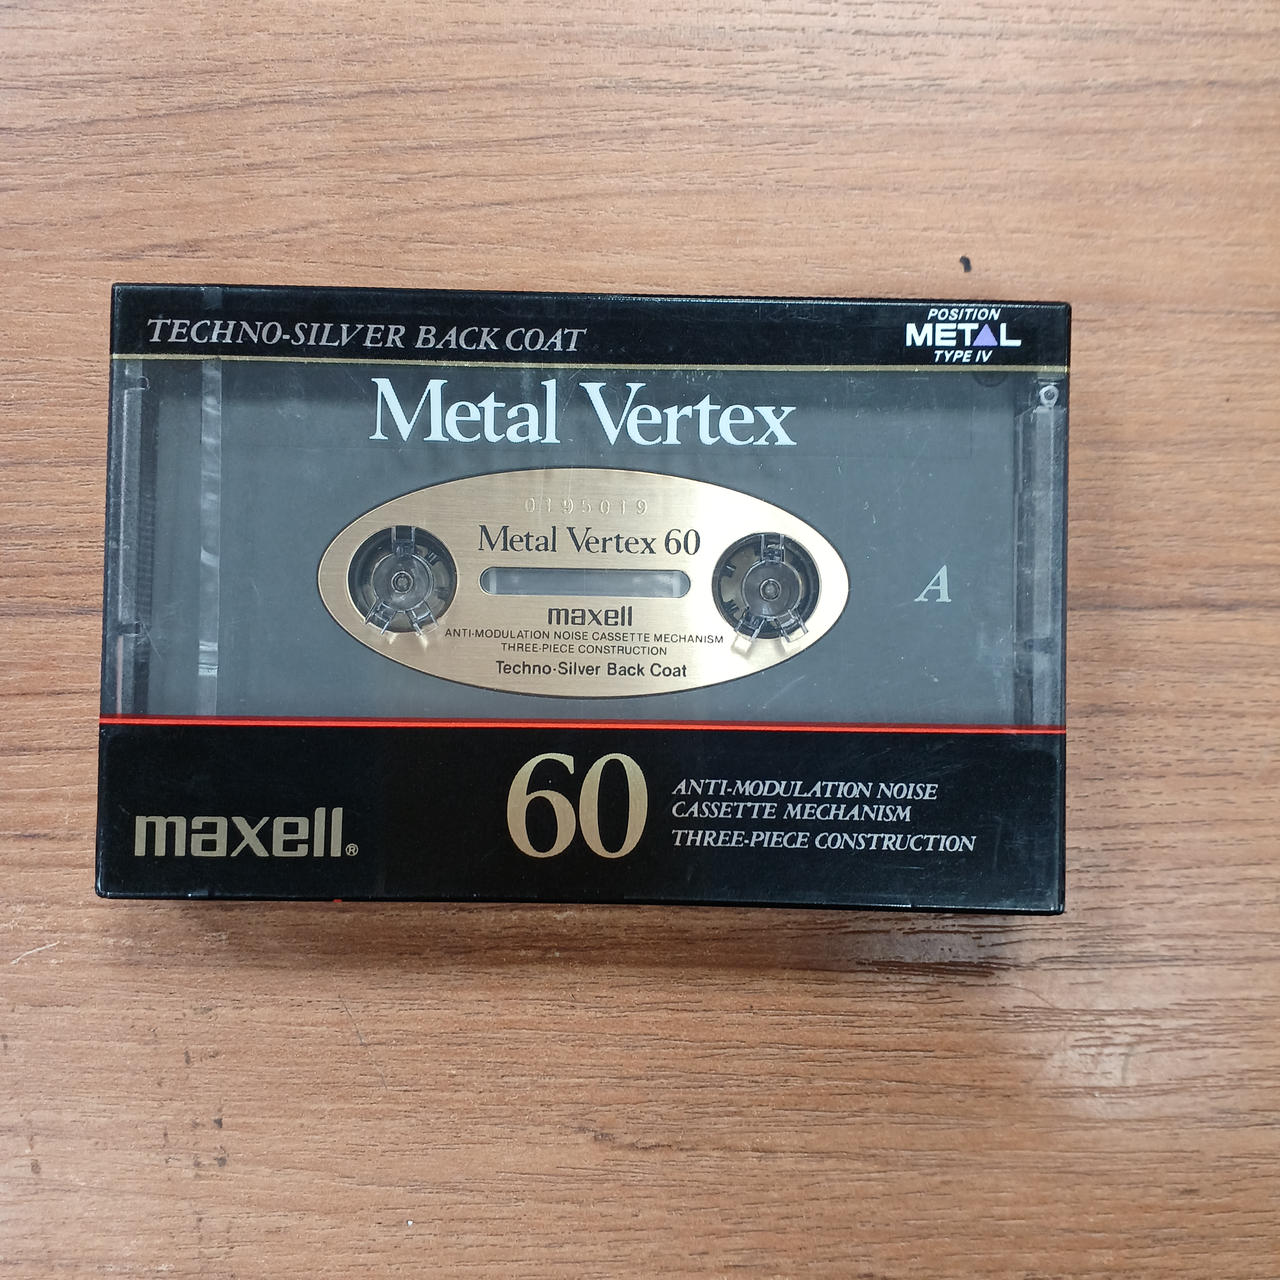 TECHNO-SILVER BACK COAT
POSITION
METAL
TYPE IV
Metal Vertex
0195019
Metal Vertex 60
maxell
ANTI-MODULATION NOISE CASSETTE MECHANISM
THREE-PIECE CONSTRUCTION
Techno-Silver Back Coat
A
maxell®
60
ANTI-MODULATION NOISE
CASSETTE MECHANISM
THREE-PIECE CONSTRUCTION